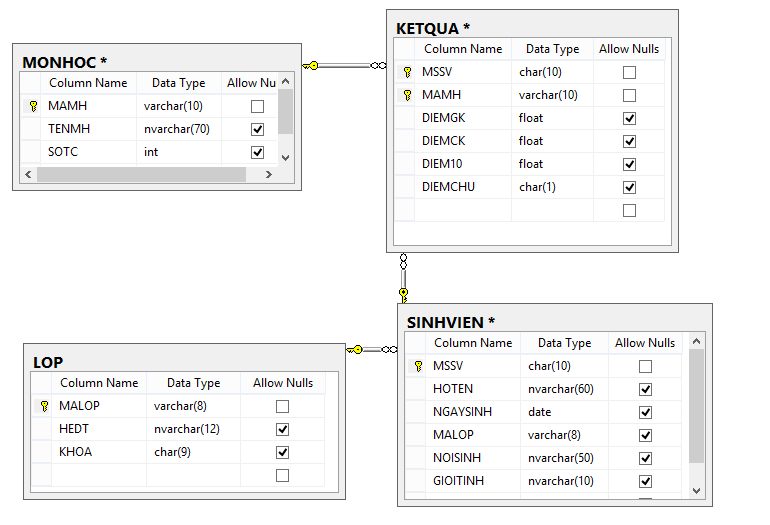 MONHOC *
Column Name Data Type Allow Nu
MAMH varchar(10)
TENMH nvarchar(70)
SOTC int
KETQUA *
Column Name Data Type Allow Nulls
MSSV char(10)
MAMH varchar(10)
DIEMGK float
DIEMCK float
DIEM10 float
DIEMCHU char(1)
LOP
Column Name Data Type Allow Nulls
MALOP varchar(8)
HEDT nvarchar(12)
KHOA char(9)
SINHVIEN *
Column Name Data Type Allow Nulls
MSSV char(10)
HOTEN nvarchar(60)
NGAYSINH date
MALOP varchar(8)
NOISINH nvarchar(50)
GIOITINH nvarchar(10)